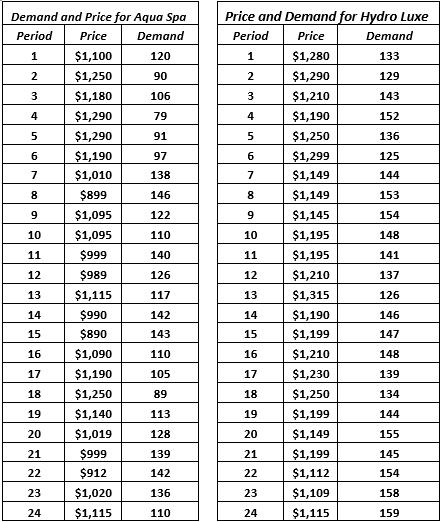 Demand and Price for Aqua Spa
Period Price Demand
1 $1,100 120
2 $1,250 90
3 $1,180 106
4 $1,290 79
5 $1,290 91
6 $1,190 97
7 $1,010 138
8 $899 146
9 $1,095 122
10 $1,095 110
11 $999 140
12 $989 126
13 $1,115 117
14 $990 142
15 $890 143
16 $1,090 110
17 $1,190 105
18 $1,250 89
19 $1,140 113
20 $1,019 128
21 $999 139
22 $912 142
23 $1,020 136
24 $1,115 110
Price and Demand for Hydro Luxe
Period Price Demand
1 $1,280 133
2 $1,290 129
3 $1,210 143
4 $1,190 152
5 $1,250 136
6 $1,299 125
7 $1,149 144
8 $1,149 153
9 $1,145 154
10 $1,195 148
11 $1,195 141
12 $1,210 137
13 $1,315 126
14 $1,190 146
15 $1,199 147
16 $1,210 148
17 $1,230 139
18 $1,250 134
19 $1,199 144
20 $1,149 155
21 $1,199 145
22 $1,112 154
23 $1,109 158
24 $1,115 159